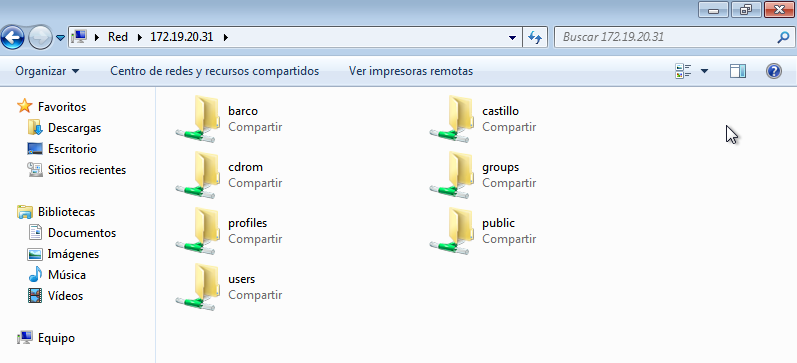 Red
172.19.20.31
Buscar 172.19.20.31
Organizar
Centro de redes y recursos compartidos
Ver impresoras remotas
Favoritos
Descargas
Escritorio
Sitios recientes
Bibliotecas
Documentos
Imágenes
Música
Vídeos
Equipo
barco
Compartir
castillo
Compartir
cdrom
Compartir
groups
Compartir
profiles
Compartir
public
Compartir
users
Compartir